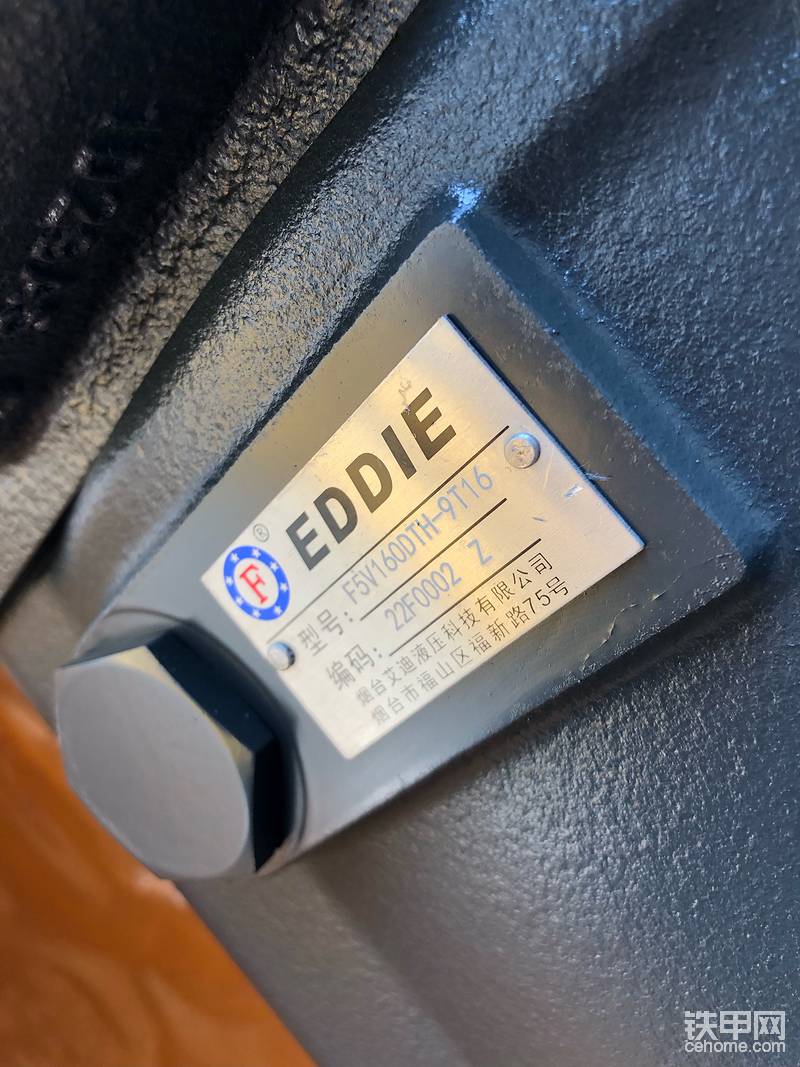 F
®
EDDIE
型号: F5V160DTH-9T16
编码: 22F0002 Z
烟台艾迪液压科技有限公司
烟台市福山区福新路75号
铁甲网
cehome.com